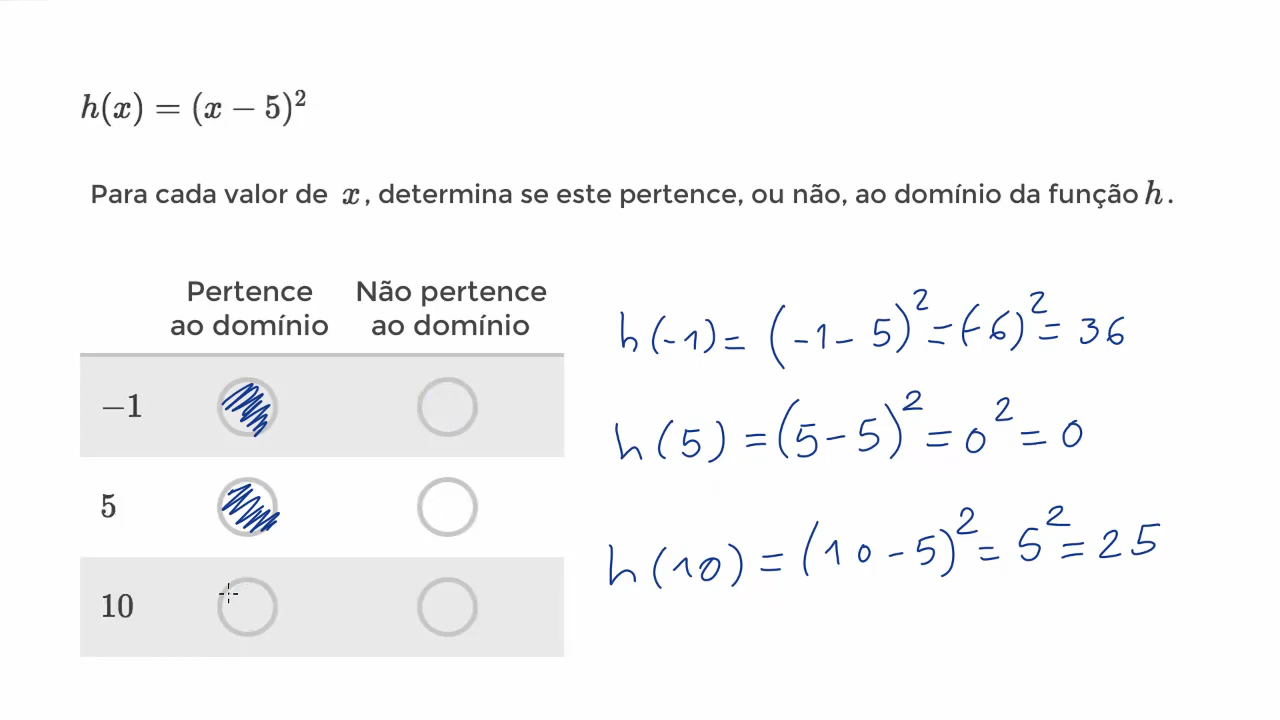 h(x) = (x − 5)²
Para cada valor de x, determina se este pertence, ou não, ao domínio da função h.
Pertence ao domínio Não pertence ao domínio
−1
5
10
h(-1) = (-1-5)² = (-6)² = 36
h(5) = (5-5)² = 0² = 0
h(10) = (10-5)² = 5² = 25